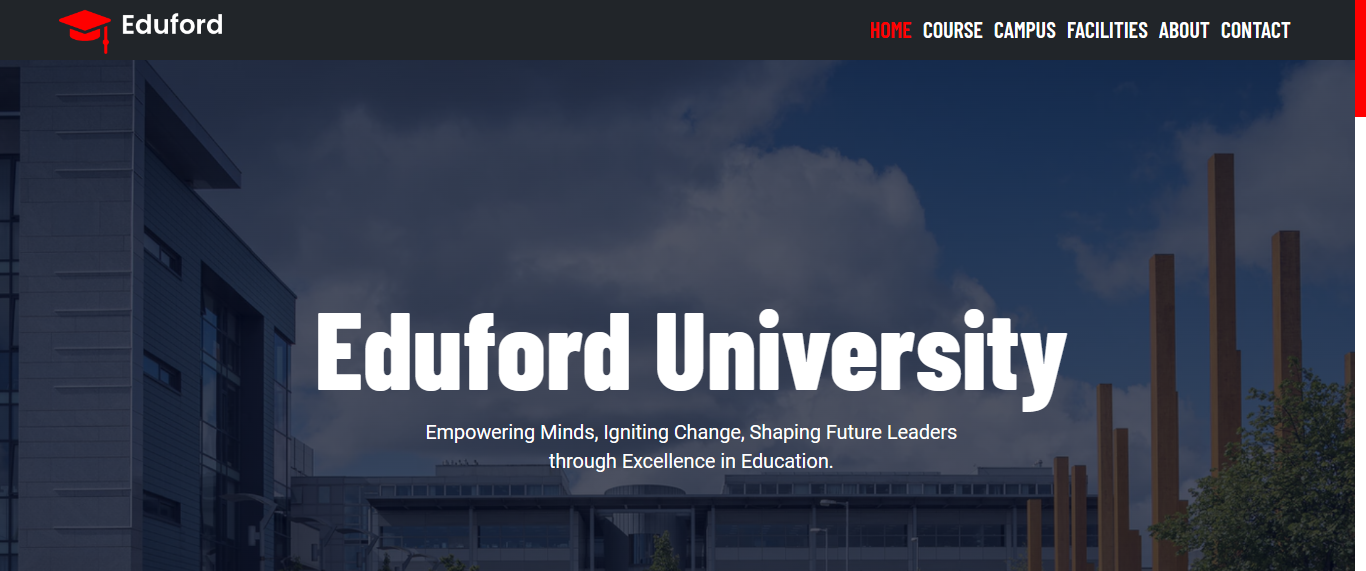 Eduford
HOME COURSE CAMPUS FACILITIES ABOUT CONTACT
Eduford University
Empowering Minds, Igniting Change, Shaping Future Leaders
through Excellence in Education.